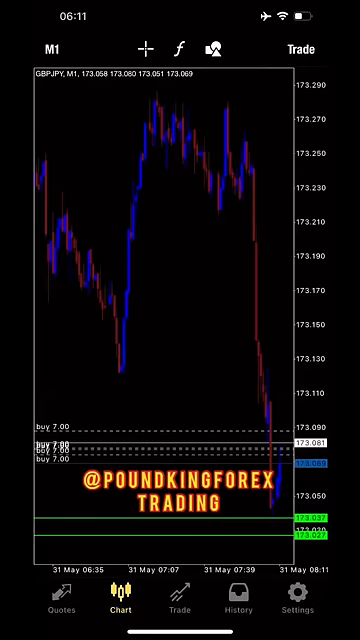 06:11
M1
f
Trade
GBPJPY, M1, 173.058 173.080 173.051 173.069
173.290
173.270
173.250
173.230
173.210
173.190
173.170
173.150
173.130
173.110
173.090
buy 7.00
173.081
buy 7.00
buy 7.00
buy 7.00
173.069
@POUNDKINGFOREX
TRADING
173.050
173.037
173.030
173.027
31 May 06:35
31 May 07:07
31 May 07:39
31 May 08:11
Quotes
Chart
Trade
History
Settings